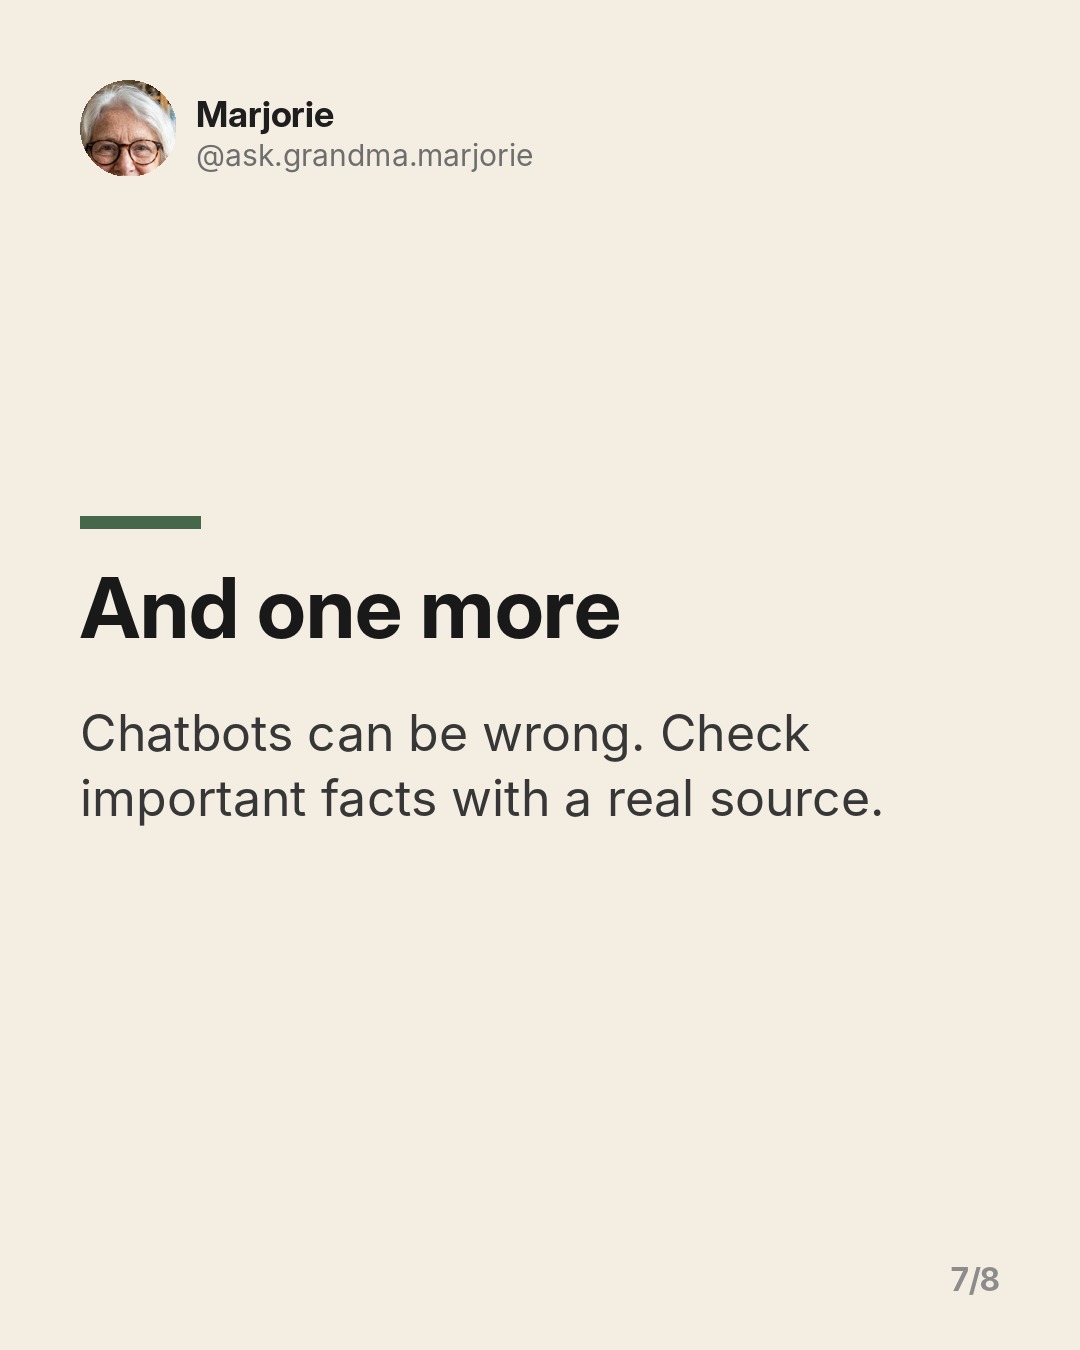 Marjorie
@ask.grandma.marjorie
And one more
Chatbots can be wrong. Check
important facts with a real source.
7/8